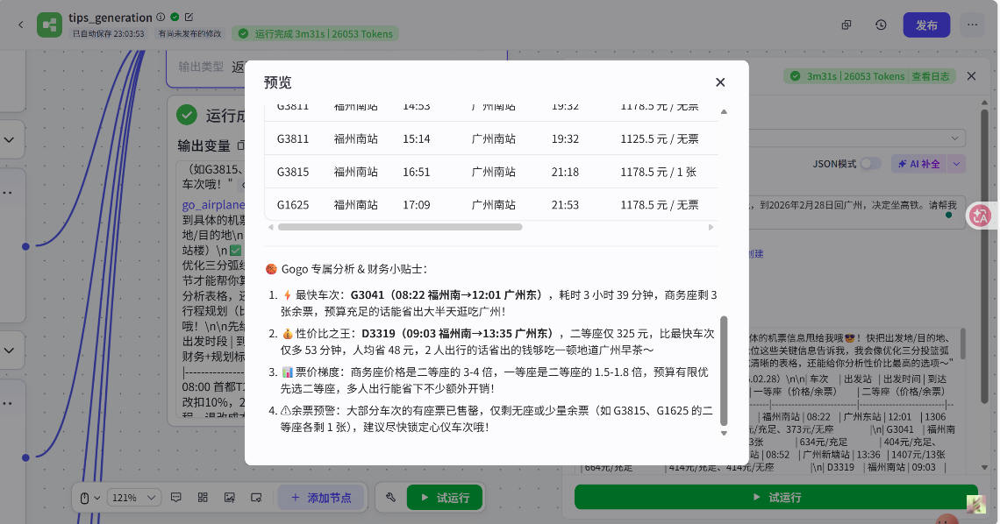 tips_generation
已自动保存 23:03:53
有尚未发布的修改
运行完成 3m31s | 26053 Tokens
发布
输出类型 返
3m31s | 26053 Tokens 查看日志
预览
G3811 福州南站 14:53 广州南站 19:32 1178.5 元 / 无票
G3811 福州南站 15:14 广州南站 19:32 1125.5 元 / 无票
G3815 福州南站 16:51 广州南站 21:18 1178.5 元 / 1 张
G1625 福州南站 17:09 广州南站 21:53 1178.5 元 / 无票
🏀 Gogo 专属分析 & 财务小贴士：
1. ⚡最快车次：G3041（08:22 福州南→12:01 广州东），耗时 3 小时 39 分钟，商务座剩 3
张余票，预算充足的话能省出大半天逛吃广州！
2. 💰性价比之王：D3319（09:03 福州南→13:35 广州东），二等座仅 325 元，比最快车次
仅多 53 分钟，人均省 48 元，2 人出行的话省出的钱够吃一顿地道广州早茶～
3. 📊票价梯度：商务座价格是二等座的 3-4 倍，一等座是二等座的 1.5-1.8 倍，预算有限优
先选二等座，多人出行能省下不少额外开销！
4. ⚠余票预警：大部分车次的有座票已售罄，仅剩无座或少量余票（如 G3815、G1625 的二
等座各剩 1 张），建议尽快锁定心仪车次哦！
运行成
输出变量
（如G3815、
车次哦！"
go_airplane
到具体的机票
地/目的地\n
站楼）\n✅
优化三分弧线
节才能帮你算
分析表格，还
行程规划（比
哦！\n\n先给
出发时段 | 到
财务+规划标
|---------------
08:00 首都T
改扣10%，2
JSON模式
AI 补全
，到2026年2月28日回广州，决定坐高铁。请帮我
创建
体的机票信息甩给我😎！快把出发地/目的地、
位这些关键信息告诉我，我会像优化三分投篮弧
清晰的表格，还能给你分析性价比最高的选项~"
.02.28）\n\n| 车次 | 出发站 | 出发时间 | 到达
| 一等座（价格/余票） | 二等座（价格/余票）
| 福州南站 | 08:22 | 广州东站 | 12:01 | 1306
元/充足、373元/无座 |\n| G3041 | 福州南
3张 | 634元/充足 | 404元/充足、
站 | 08:52 | 广州新塘站 | 13:36 | 1407元/13张
| 664元/充足 | 414元/充足、414元/无座 |\n| D3319 | 福州南站 | 09:03 |
121%
添加节点
试运行
试运行